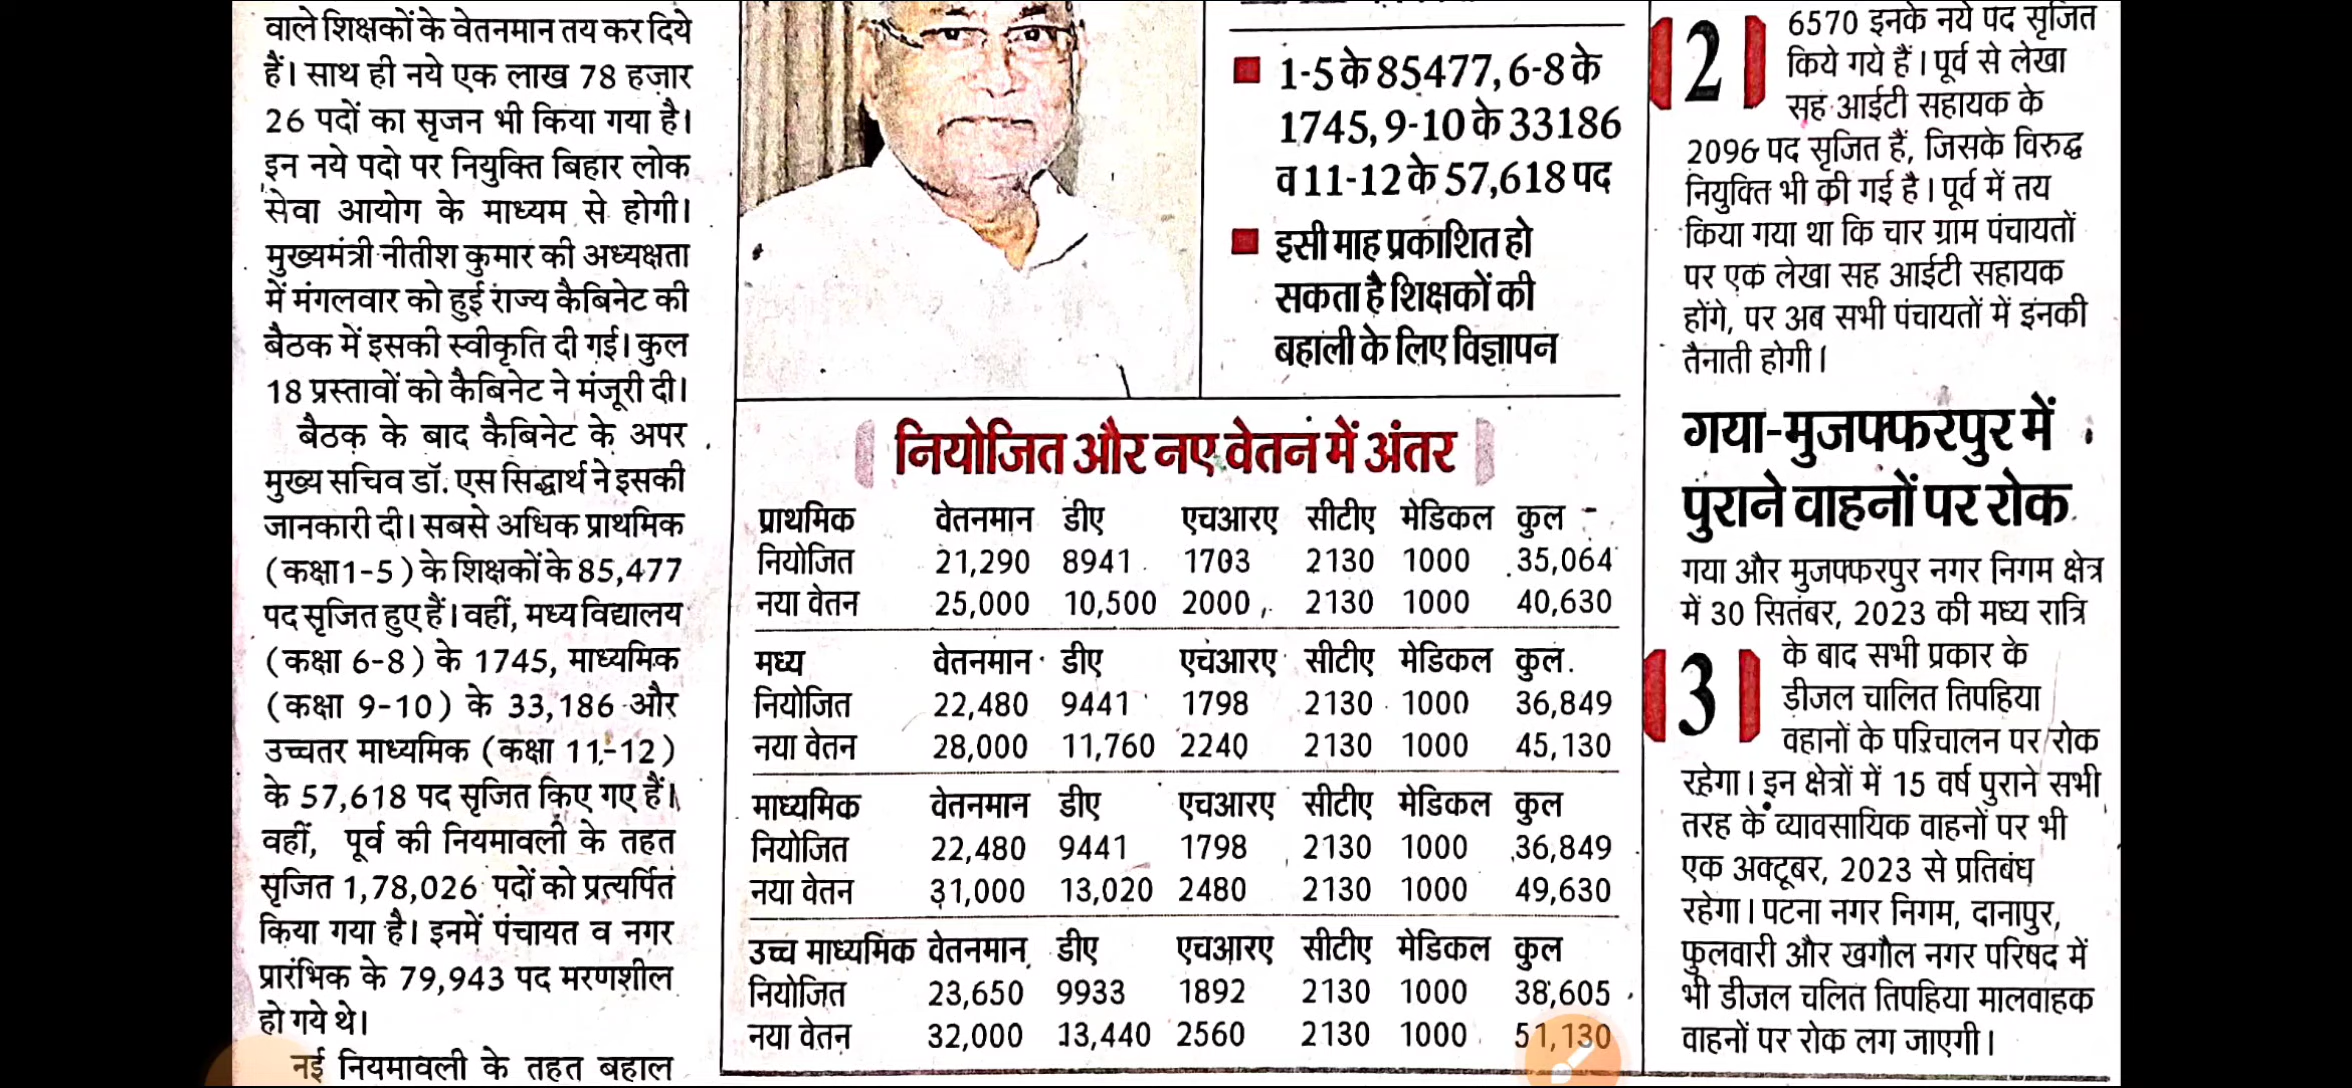 वाले शिक्षकों के वेतनमान तय कर दिये
हैं। साथ ही नये एक लाख 78 हजार
26 पदों का सृजन भी किया गया है।
इन नये पदो पर नियुक्ति बिहार लोक
सेवा आयोग के माध्यम से होगी।
मुख्यमंत्री नीतीश कुमार की अध्यक्षता
में मंगलवार को हुई राज्य कैबिनेट की
बैठक में इसकी स्वीकृति दी गई। कुल
18 प्रस्तावों को कैबिनेट ने मंजूरी दी।
बैठक के बाद कैबिनेट के अपर
मुख्य सचिव डॉ. एस सिद्धार्थ ने इसकी
जानकारी दी। सबसे अधिक प्राथमिक
(कक्षा1-5) के शिक्षकों के 85,477
पद सृजित हुए हैं। वहीं, मध्य विद्यालय
(कक्षा 6-8) के 1745, माध्यमिक
(कक्षा 9-10) के 33,186 और
उच्चतर माध्यमिक (कक्षा 11-12)
के 57,618 पद सृजित किए गए हैं।
वहीं, पूर्व की नियमावली के तहत
सृजित 1,78,026 पदों को प्रत्यर्पित
किया गया है। इनमें पंचायत व नगर
प्रारंभिक के 79,943 पद मरणशील
हो गये थे।
नई नियमावली के तहत बहाल
1-5 के 85477, 6-8 के
1745, 9-10 के 33186
व 11-12 के 57,618 पद
इसी माह प्रकाशित हो
सकता है शिक्षकों की
बहाली के लिए विज्ञापन
नियोजित और नए वेतन में अंतर
प्राथमिक वेतनमान डीए एचआरए सीटीए मेडिकल कुल
नियोजित 21,290 8941 1703 2130 1000 35,064
नया वेतन 25,000 10,500 2000 2130 1000 40,630
मध्य वेतनमान डीए एचआरए सीटीए मेडिकल कुल
नियोजित 22,480 9441 1798 2130 1000 36,849
नया वेतन 28,000 11,760 2240 2130 1000 45,130
माध्यमिक वेतनमान डीए एचआरए सीटीए मेडिकल कुल
नियोजित 22,480 9441 1798 2130 1000 36,849
नया वेतन 31,000 13,020 2480 2130 1000 49,630
उच्च माध्यमिक वेतनमान डीए एचआरए सीटीए मेडिकल कुल
नियोजित 23,650 9933 1892 2130 1000 38,605
नया वेतन 32,000 13,440 2560 2130 1000 51,130
2
6570 इनके नये पद सृजित
किये गये हैं। पूर्व से लेखा
सह आईटी सहायक के
2096 पद सृजित हैं, जिसके विरुद्ध
नियुक्ति भी की गई है। पूर्व में तय
किया गया था कि चार ग्राम पंचायतों
पर एक लेखा सह आईटी सहायक
होंगे, पर अब सभी पंचायतों में इनकी
तैनाती होगी।
गया-मुजफ्फरपुर में
पुराने वाहनों पर रोक
गया और मुजफ्फरपुर नगर निगम क्षेत्र
में 30 सितंबर, 2023 की मध्य रात्रि
3
के बाद सभी प्रकार के
डीजल चालित तिपहिया
वहानों के परिचालन पर रोक
रहेगा। इन क्षेत्रों में 15 वर्ष पुराने सभी
तरह के व्यावसायिक वाहनों पर भी
एक अक्टूबर, 2023 से प्रतिबंध
रहेगा। पटना नगर निगम, दानापुर,
फुलवारी और खगौल नगर परिषद में
भी डीजल चलित तिपहिया मालवाहक
वाहनों पर रोक लग जाएगी।